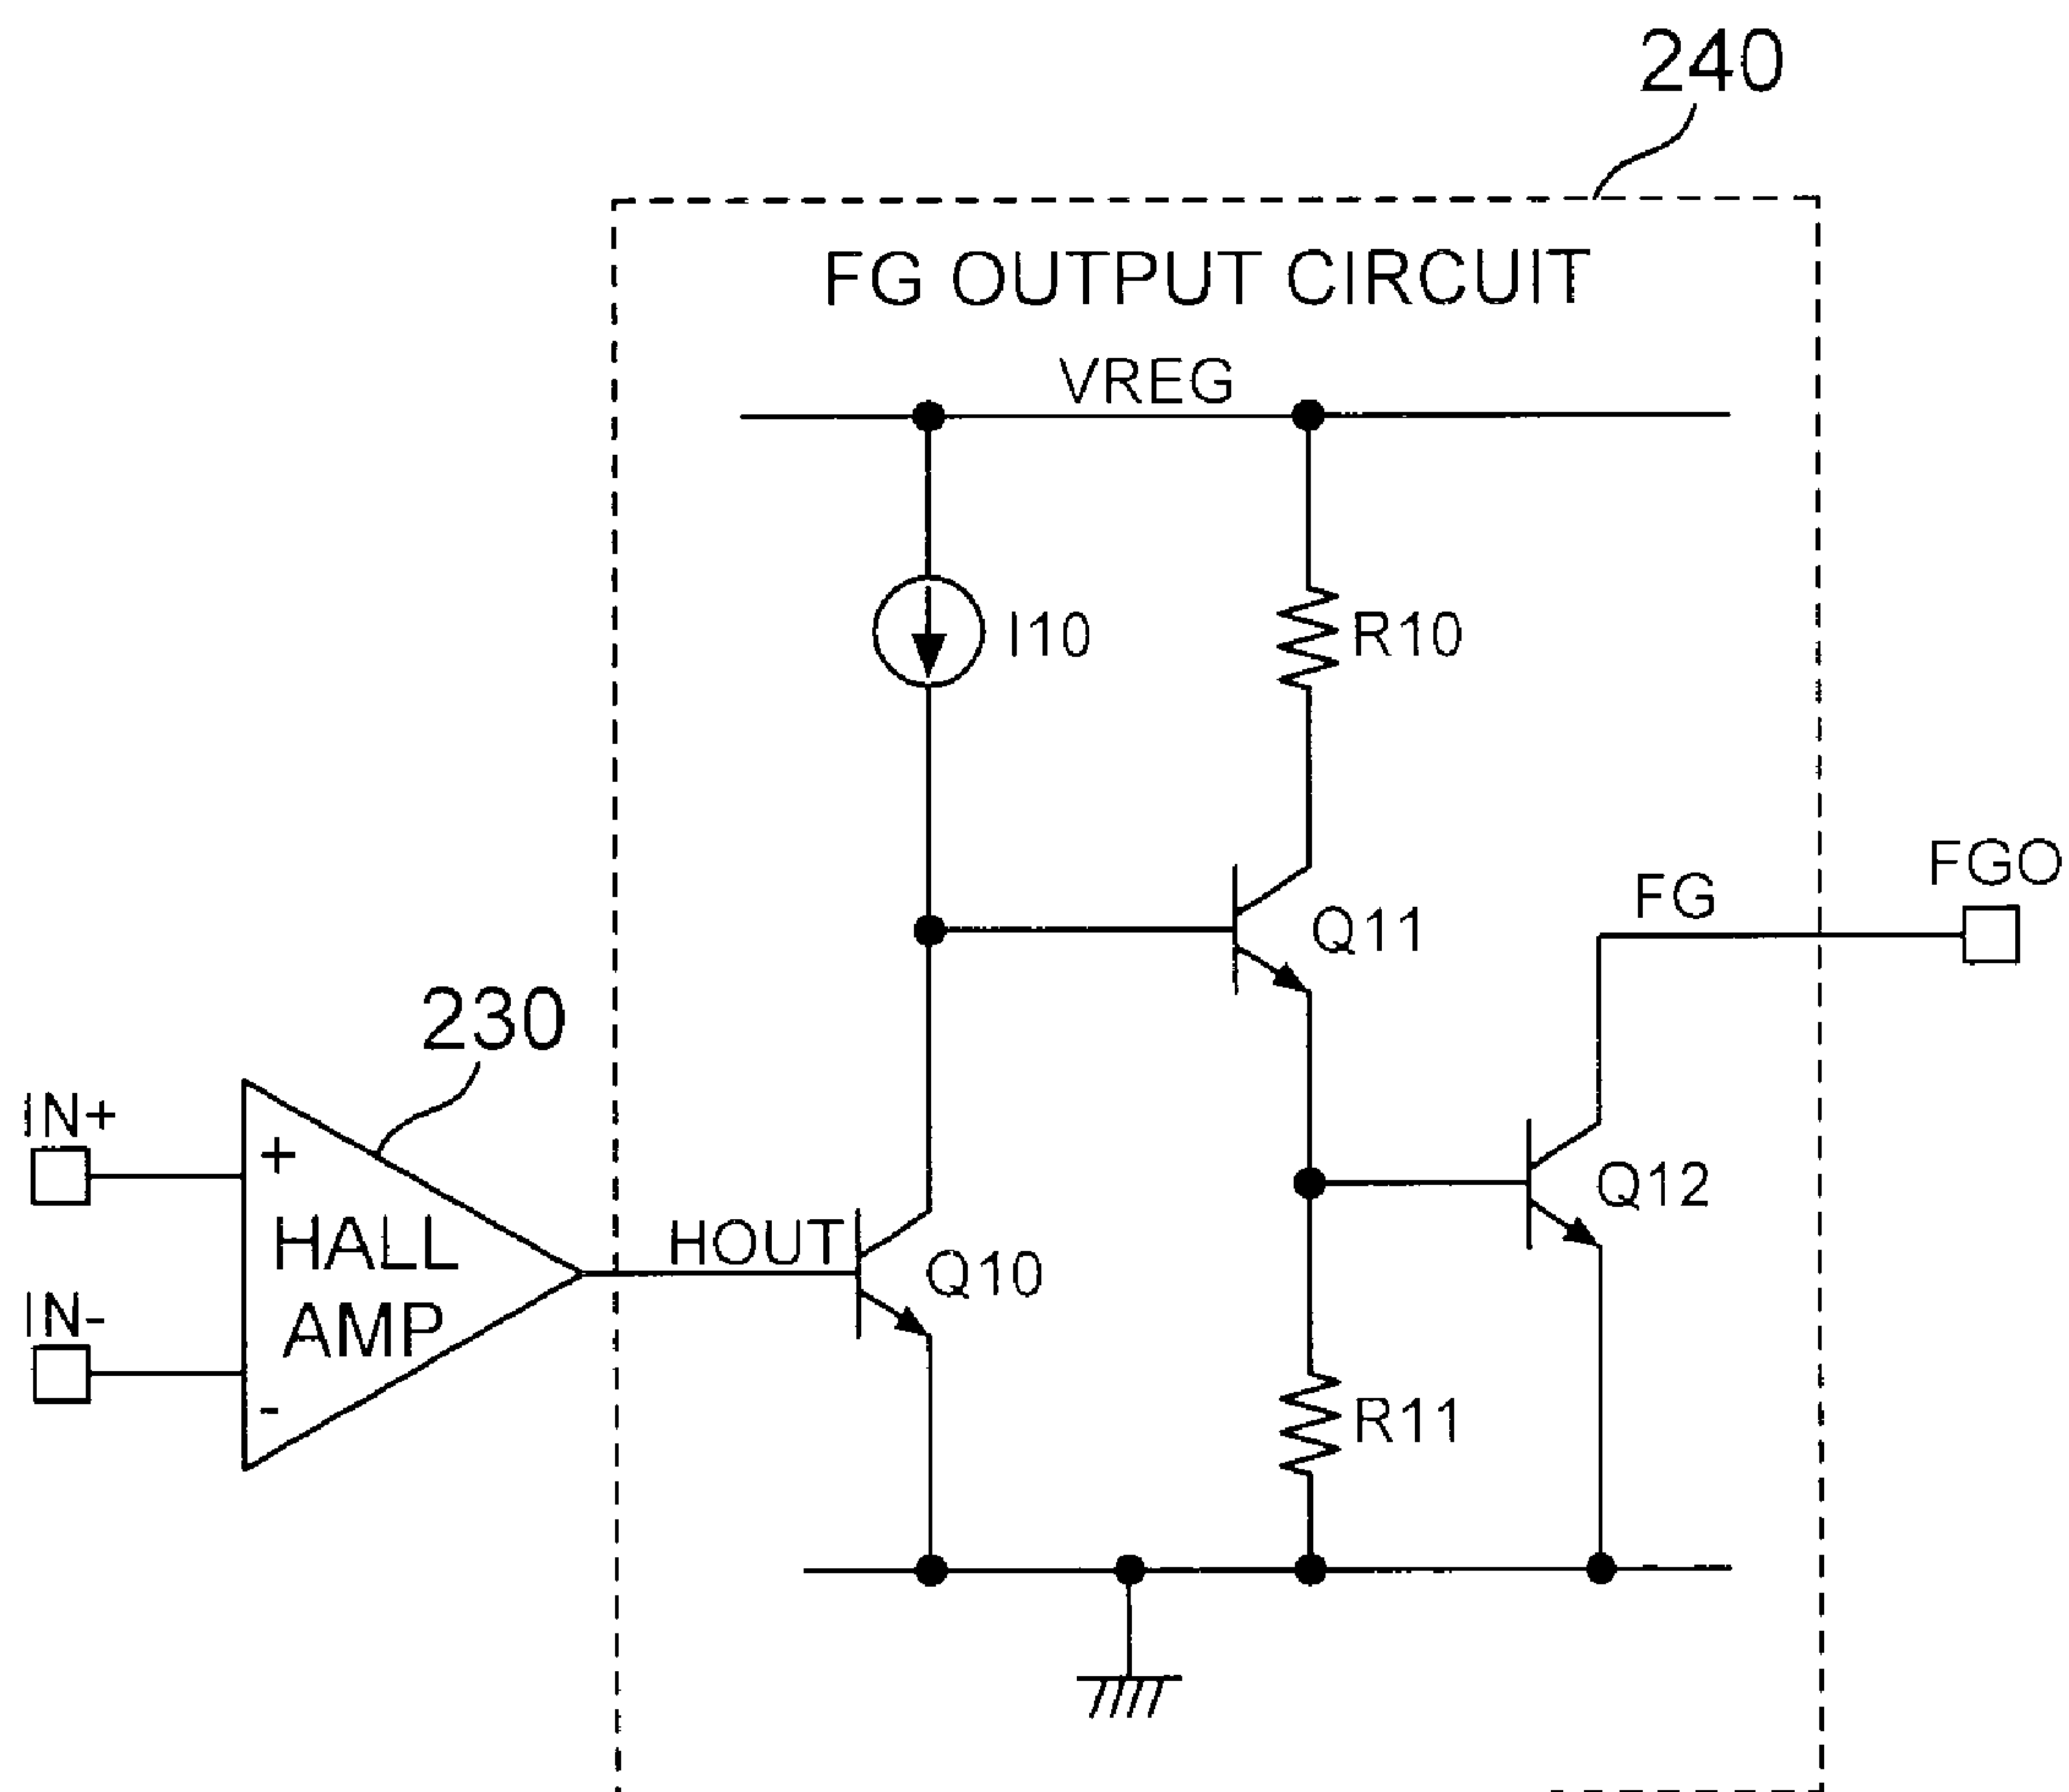 240
FG OUTPUT CIRCUIT
VREG
I10
R10
FGO
FG
Q11
230
IN+
+
Q12
HALL
AMP
HOUT
Q10
IN-
-
R11